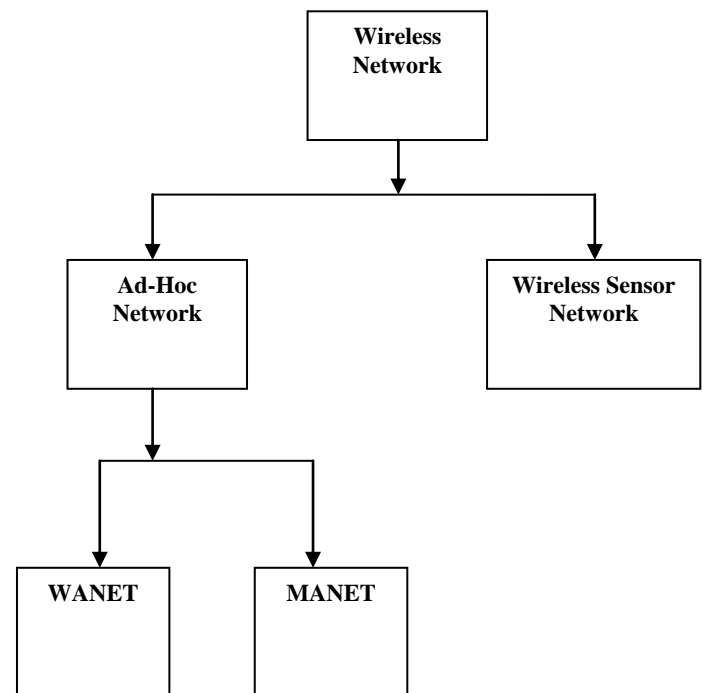 Wireless
Network
Ad-Hoc
Network
Wireless Sensor
Network
WANET
MANET